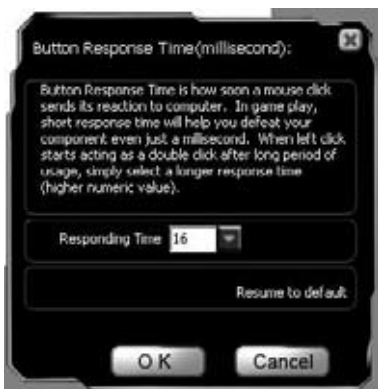 Button Response Time(millisecond):
Button Response Time is how soon a mouse click
sends its reaction to computer. In game play,
short response time will help you defeat your
component even just a millisecond. When left click
starts acting as a double click after long period of
usage, simply select a longer response time
(higher numeric value).
Responding Time 16
Resume to default
OK Cancel